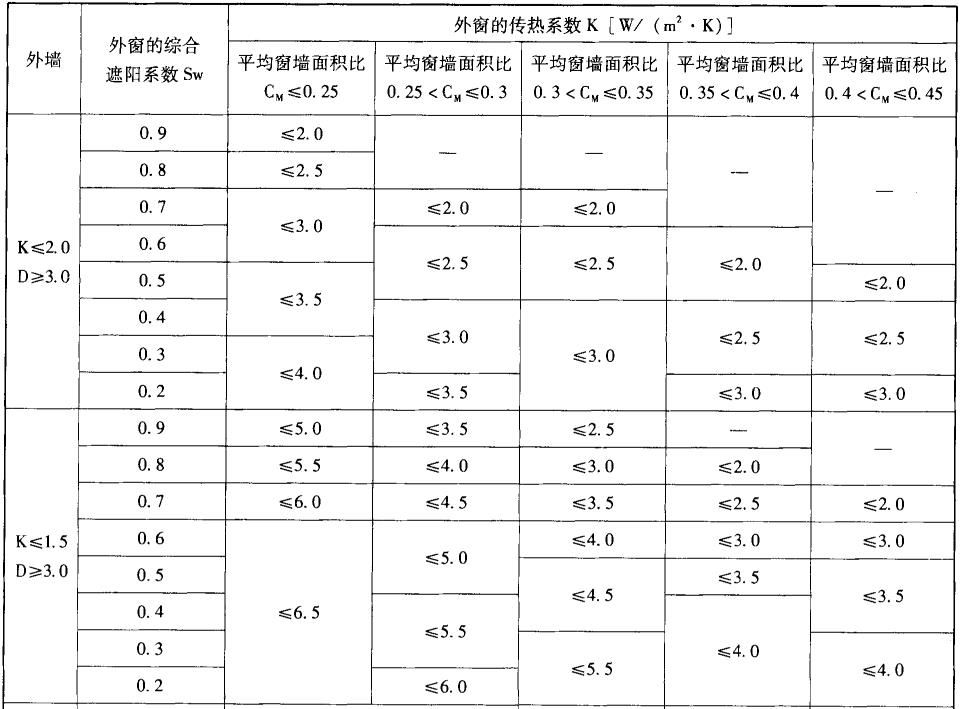 外墙
外窗的综合
遮阳系数 Sw
外窗的传热系数 K [W/ (m² · K)]
平均窗墙面积比
CM≤0.25
平均窗墙面积比
0.25<CM≤0.3
平均窗墙面积比
0.3<CM≤0.35
平均窗墙面积比
0.35<CM≤0.4
平均窗墙面积比
0.4<CM≤0.45
K≤2.0
D≥3.0
0.9 ≤2.0 — — — —
0.8 ≤2.5
0.7 ≤3.0 ≤2.0 ≤2.0
0.6 ≤2.5 ≤2.5 ≤2.0
0.5 ≤3.5 ≤2.0
0.4 ≤3.0 ≤3.0 ≤2.5 ≤2.5
0.3 ≤4.0
0.2 ≤3.5 ≤3.0 ≤3.0
K≤1.5
D≥3.0
0.9 ≤5.0 ≤3.5 ≤2.5 — —
0.8 ≤5.5 ≤4.0 ≤3.0 ≤2.0
0.7 ≤6.0 ≤4.5 ≤3.5 ≤2.5 ≤2.0
0.6 ≤6.5 ≤5.0 ≤4.0 ≤3.0 ≤3.0
0.5 ≤4.5 ≤3.5 ≤3.5
0.4 ≤5.5 ≤4.0
0.3 ≤5.5 ≤4.0
0.2 ≤6.0